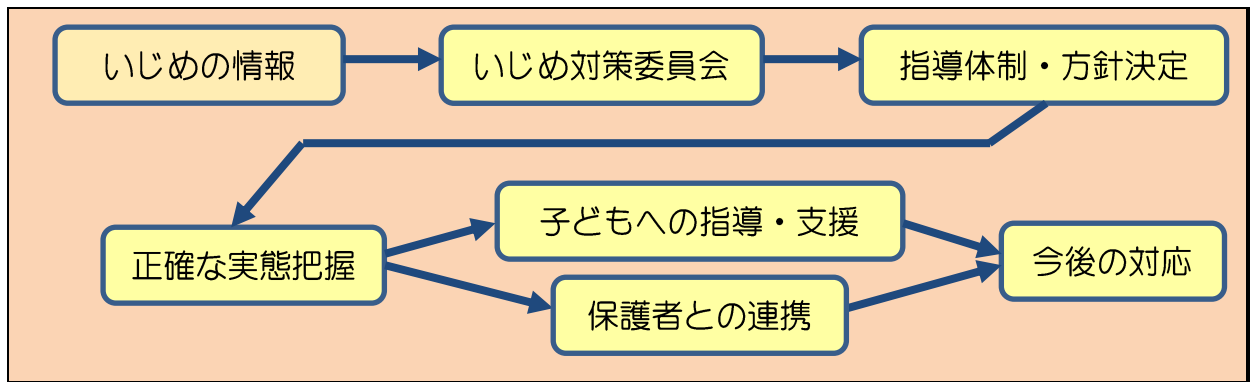 いじめの情報
いじめ対策委員会
指導体制・方針決定
正確な実態把握
子どもへの指導・支援
保護者との連携
今後の対応